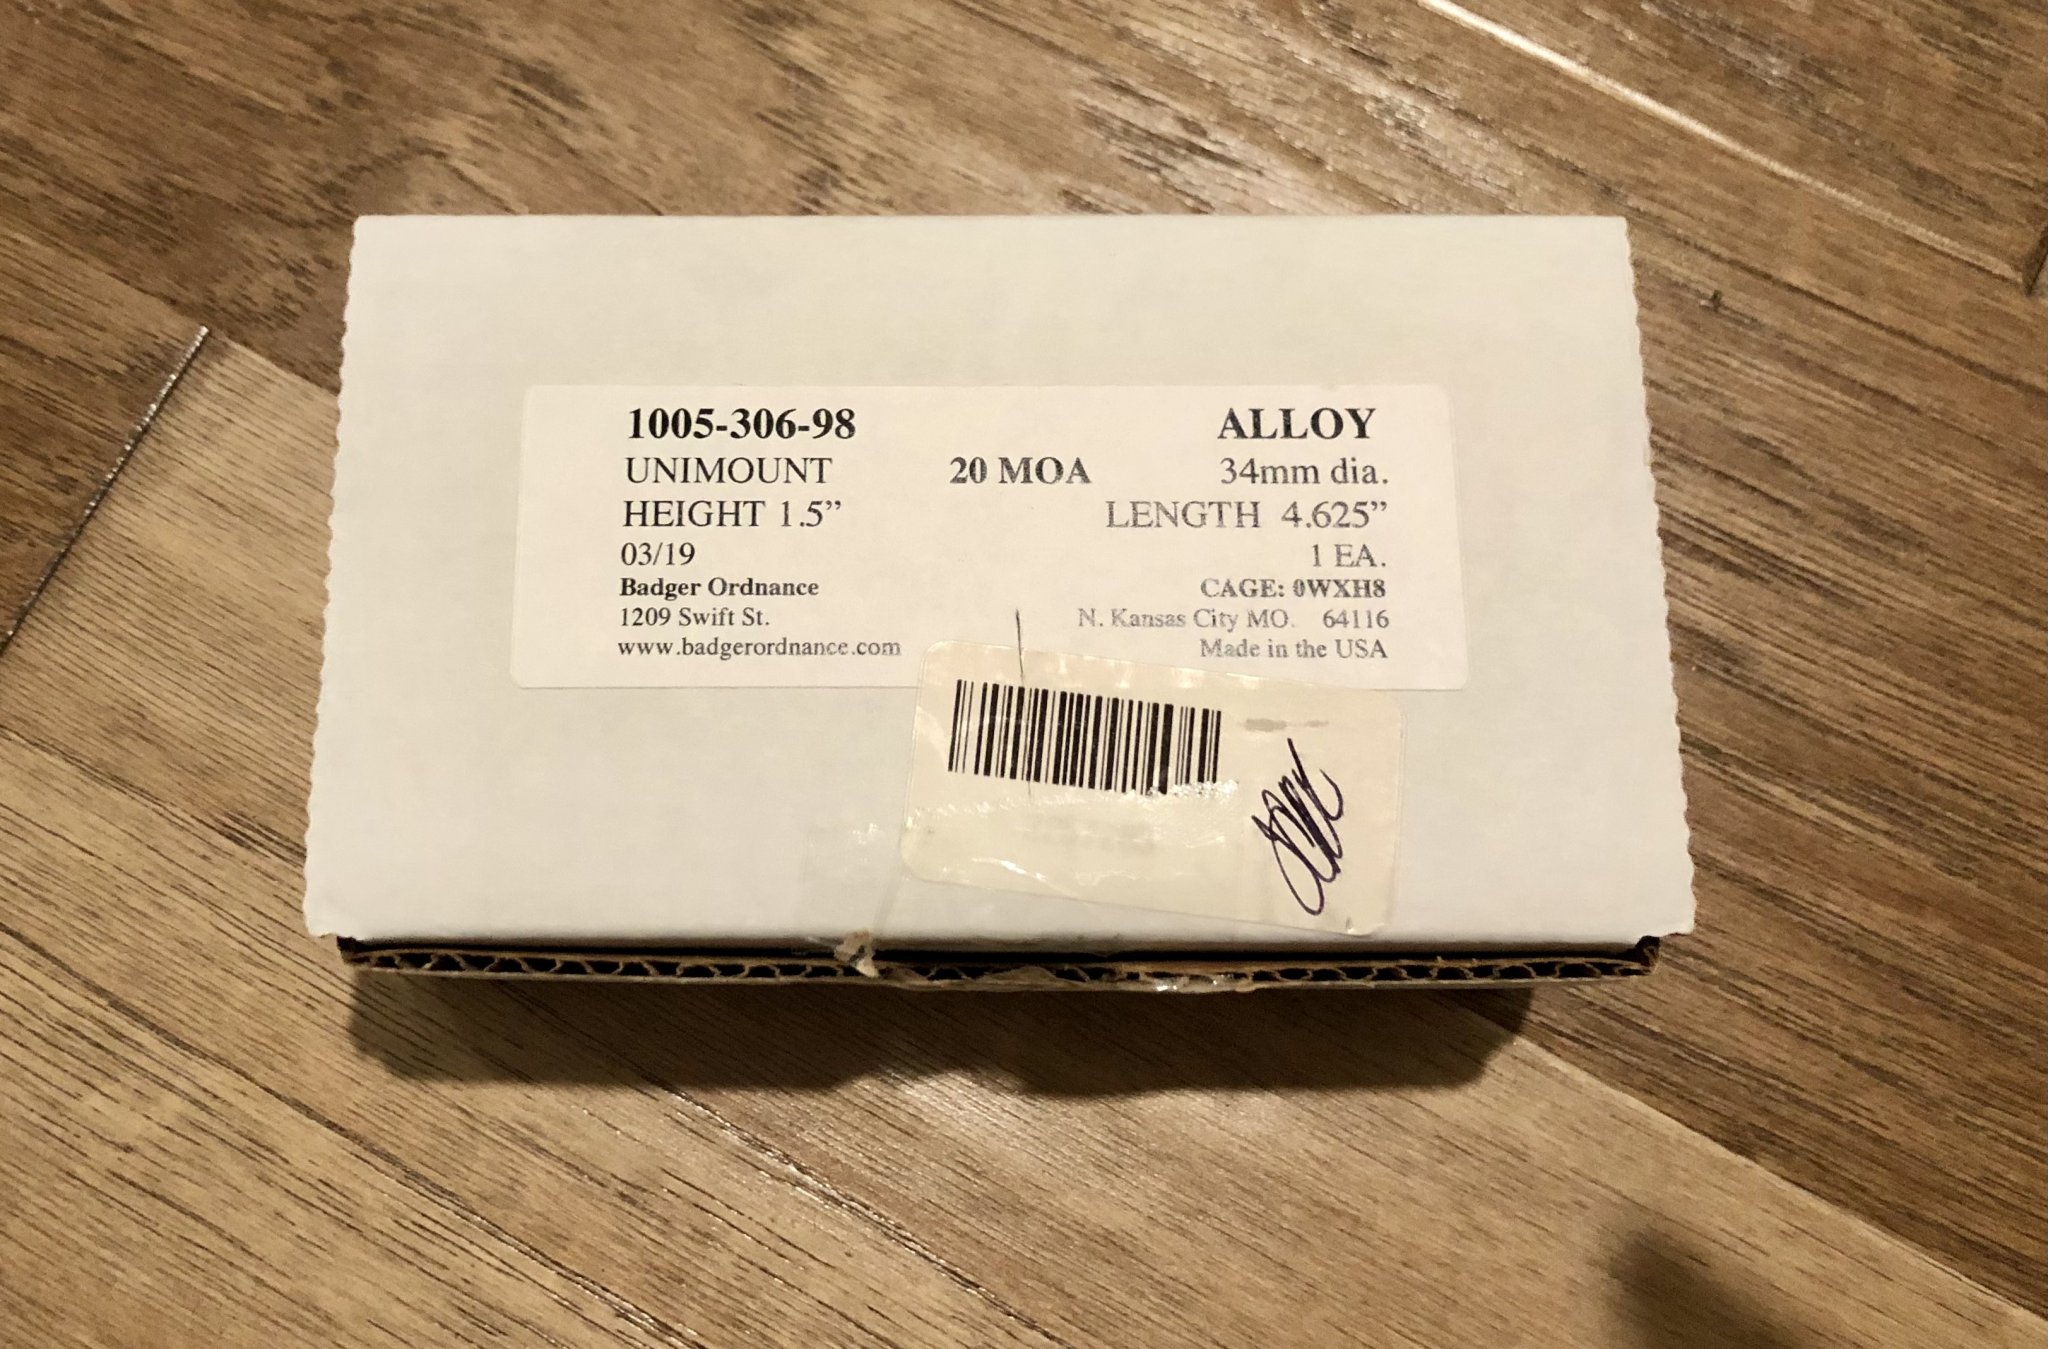 1005-306-98 ALLOY
UNIMOUNT 20 MOA 34mm dia.
HEIGHT 1.5” LENGTH 4.625”
03/19 1 EA.
Badger Ordnance CAGE: 0WXH8
1209 Swift St. N. Kansas City MO. 64116
www.badgerordnance.com Made in the USA